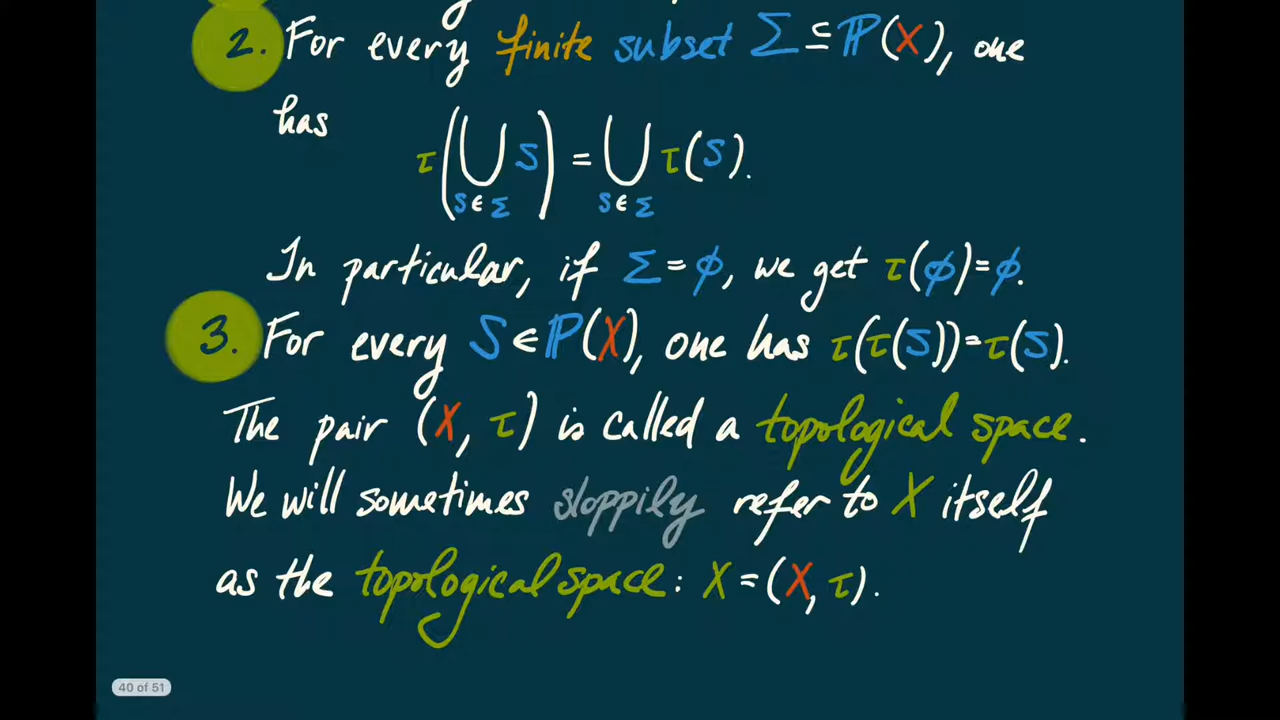 2. For every finite subset Σ ⊆ ℙ(X), one
has
τ(⋃_{S∈Σ} S) = ⋃_{S∈Σ} τ(S).
In particular, if Σ = φ, we get τ(φ)=φ.
3. For every S ∈ ℙ(X), one has τ(τ(S))=τ(S).
The pair (X, τ) is called a topological space.
We will sometimes sloppily refer to X itself
as the topological space: X = (X, τ).
40 of 51